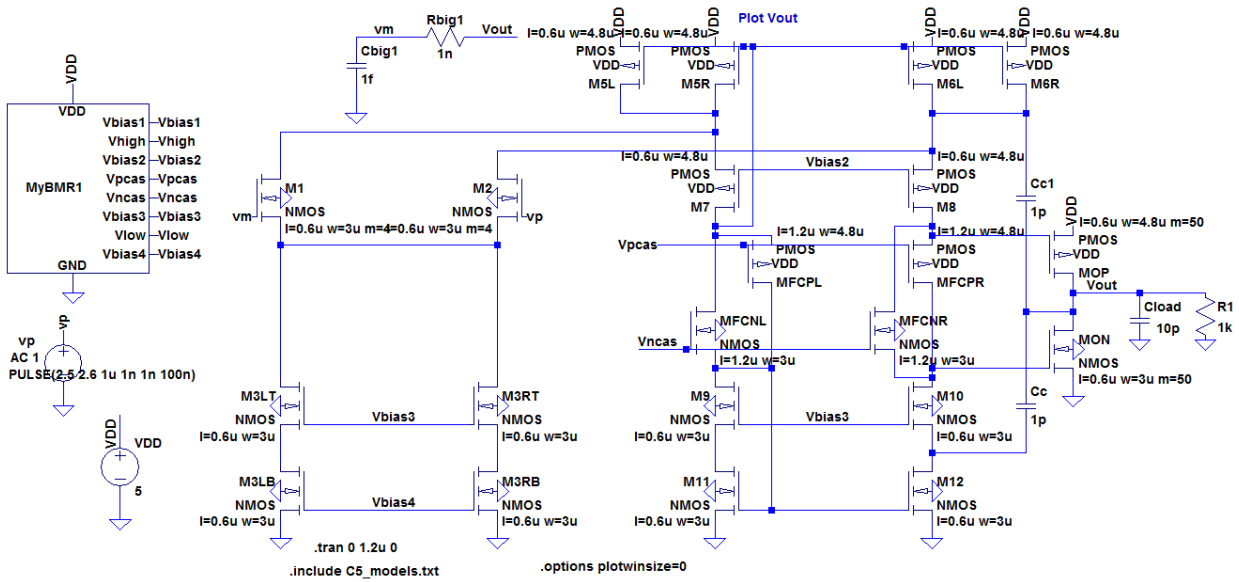 Plot Vout
vm
Rbig1
Vout
1n
Cbig1
1f
VDD
VDD
VDD
VDD
l=0.6u w=4.8u
l=0.6u w=4.8u
l=0.6u w=4.8u
l=0.6u w=4.8u
PMOS
VDD
M5L
PMOS
VDD
M5R
PMOS
VDD
M6L
PMOS
VDD
M6R
VDD
VDD
MyBMR1
Vbias1
Vhigh
Vbias2
Vpcas
Vncas
Vbias3
Vlow
Vbias4
GND
Vbias1
Vhigh
Vbias2
Vpcas
Vncas
Vbias3
Vlow
Vbias4
M1
vm
NMOS
l=0.6u w=3u m=4
M2
vp
NMOS
=0.6u w=3u m=4
l=0.6u w=4.8u
PMOS
VDD
M7
Vbias2
l=0.6u w=4.8u
PMOS
VDD
M8
Cc1
1p
Vpcas
l=1.2u w=4.8u
PMOS
VDD
MFCPL
l=1.2u w=4.8u
PMOS
VDD
MFCPR
VDD
l=0.6u w=4.8u m=50
PMOS
VDD
MOP
Vout
Cload
10p
R1
1k
MFCNL
Vncas
NMOS
l=1.2u w=3u
MFCNR
NMOS
l=1.2u w=3u
MON
NMOS
l=0.6u w=3u m=50
vp
vp
AC 1
PULSE(2.5 2.6 1u 1n 1n 100n)
M3LT
NMOS
l=0.6u w=3u
Vbias3
M3RT
NMOS
l=0.6u w=3u
M9
NMOS
l=0.6u w=3u
Vbias3
M10
NMOS
l=0.6u w=3u
Cc
1p
VDD
VDD
5
M3LB
NMOS
l=0.6u w=3u
Vbias4
M3RB
NMOS
l=0.6u w=3u
M11
NMOS
l=0.6u w=3u
M12
NMOS
l=0.6u w=3u
.tran 0 1.2u 0
.include C5_models.txt
.options plotwinsize=0